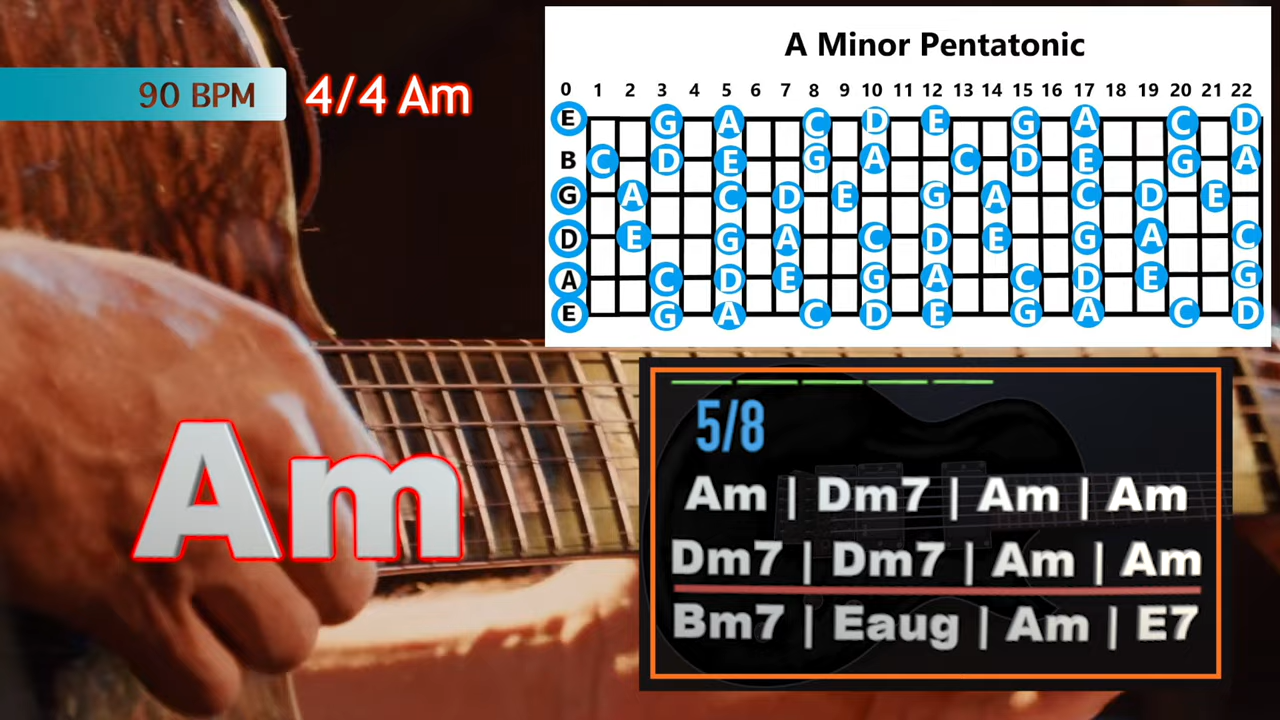 90 BPM 4/4 Am
A Minor Pentatonic
0 1 2 3 4 5 6 7 8 9 10 11 12 13 14 15 16 17 18 19 20 21 22
E G A C D E G A C D
B C D E G A C D E G A
G A C D E G A C D E
D E G A C D E G A C
A C D E G A C D E G
E G A C D E G A C D
Am
5/8
Am | Dm7 | Am | Am
Dm7 | Dm7 | Am | Am
Bm7 | Eaug | Am | E7